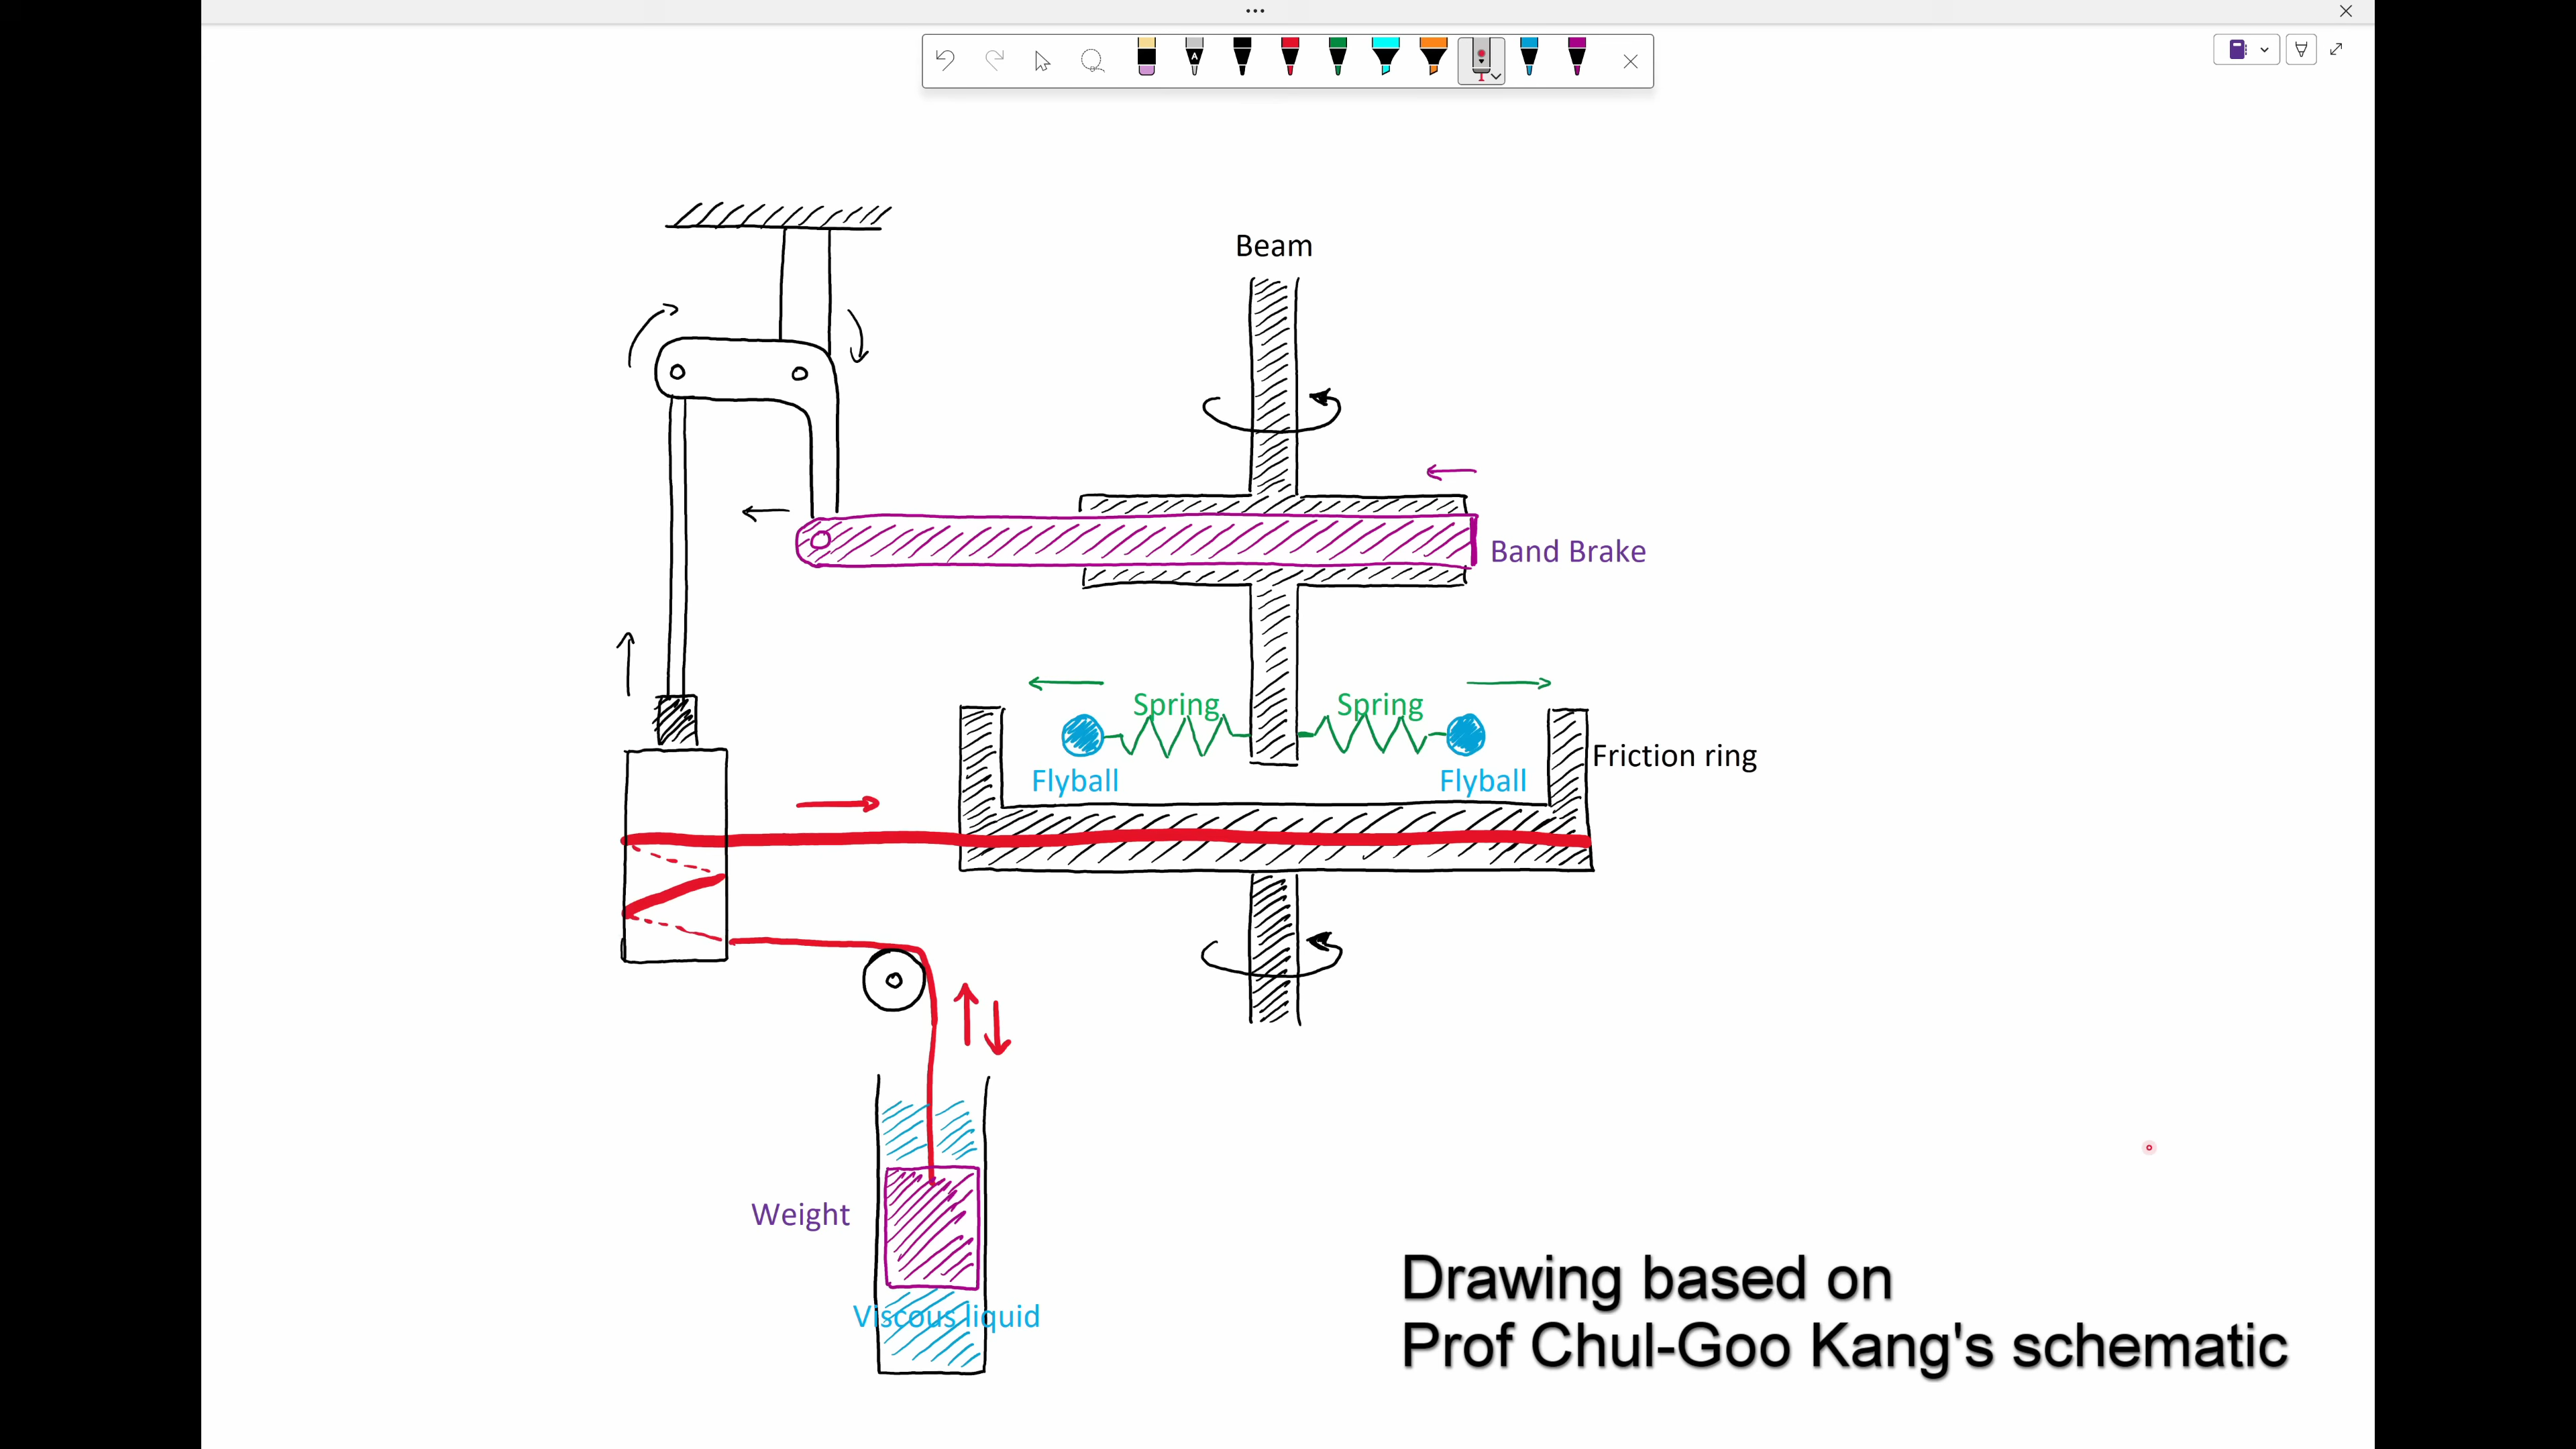 Beam
Band Brake
Spring
Spring
Flyball
Flyball
Friction ring
Weight
Viscous liquid
Drawing based on
Prof Chul-Goo Kang's schematic